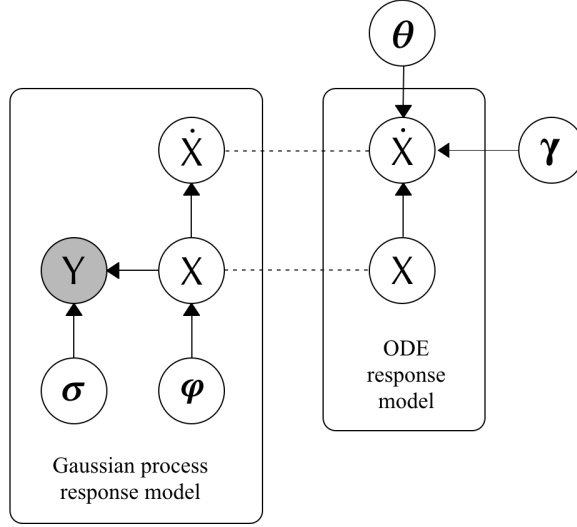 θ
Ẋ
Ẋ
γ
Y
X
X
σ
φ
ODE
response
model
Gaussian process
response model